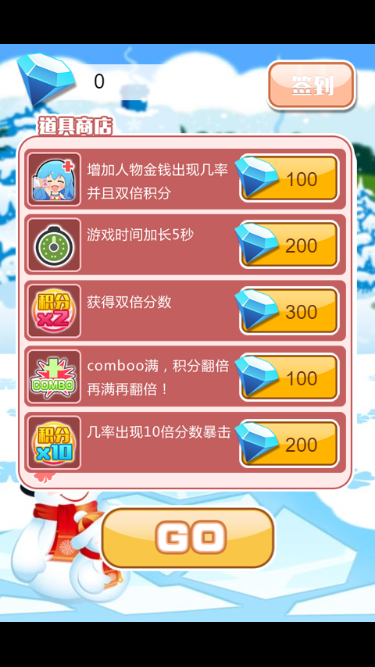 0
签到
道具商店
增加人物金钱出现几率
并且双倍积分
100
游戏时间加长5秒
200
积分
x2
获得双倍分数
300
COMBO
comboo满，积分翻倍
再满再翻倍！
100
积分
x10
几率出现10倍分数暴击
200
GO